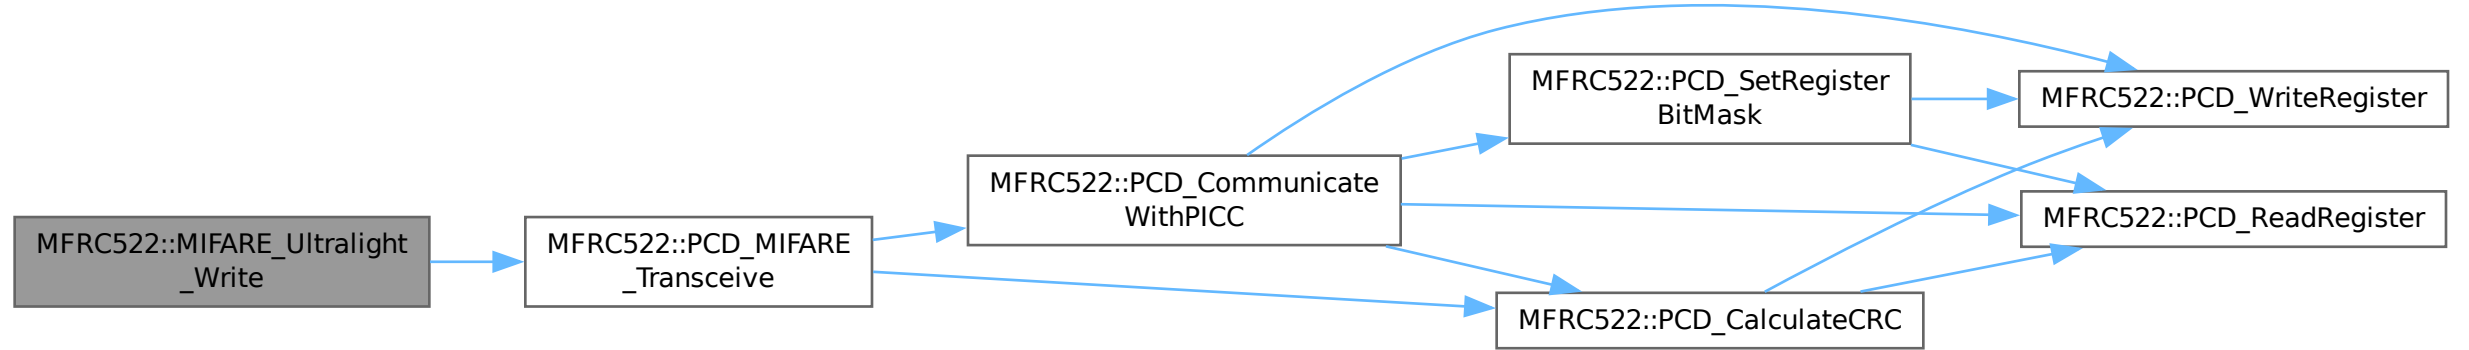 MFRC522::MIFARE_Ultralight
_Write
MFRC522::PCD_MIFARE
_Transceive
MFRC522::PCD_Communicate
WithPICC
MFRC522::PCD_SetRegister
BitMask
MFRC522::PCD_CalculateCRC
MFRC522::PCD_WriteRegister
MFRC522::PCD_ReadRegister